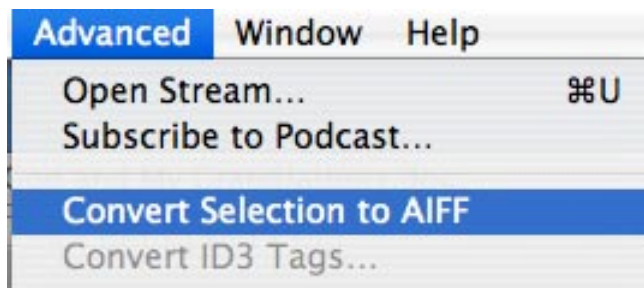 Advanced Window Help
Open Stream... ⌘U
Subscribe to Podcast...
Convert Selection to AIFF
Convert ID3 Tags...